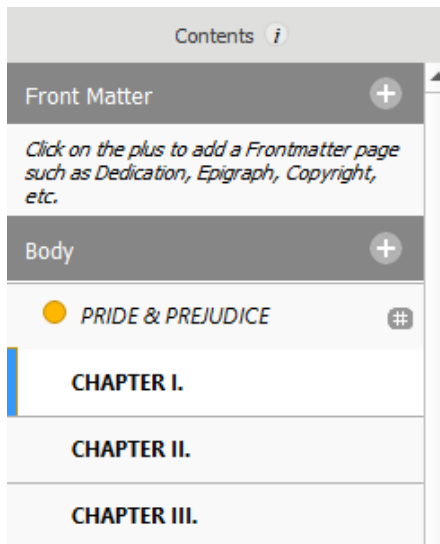 Contents i
Front Matter
Click on the plus to add a Frontmatter page
such as Dedication, Epigraph, Copyright,
etc.
Body
PRIDE & PREJUDICE #
CHAPTER I.
CHAPTER II.
CHAPTER III.